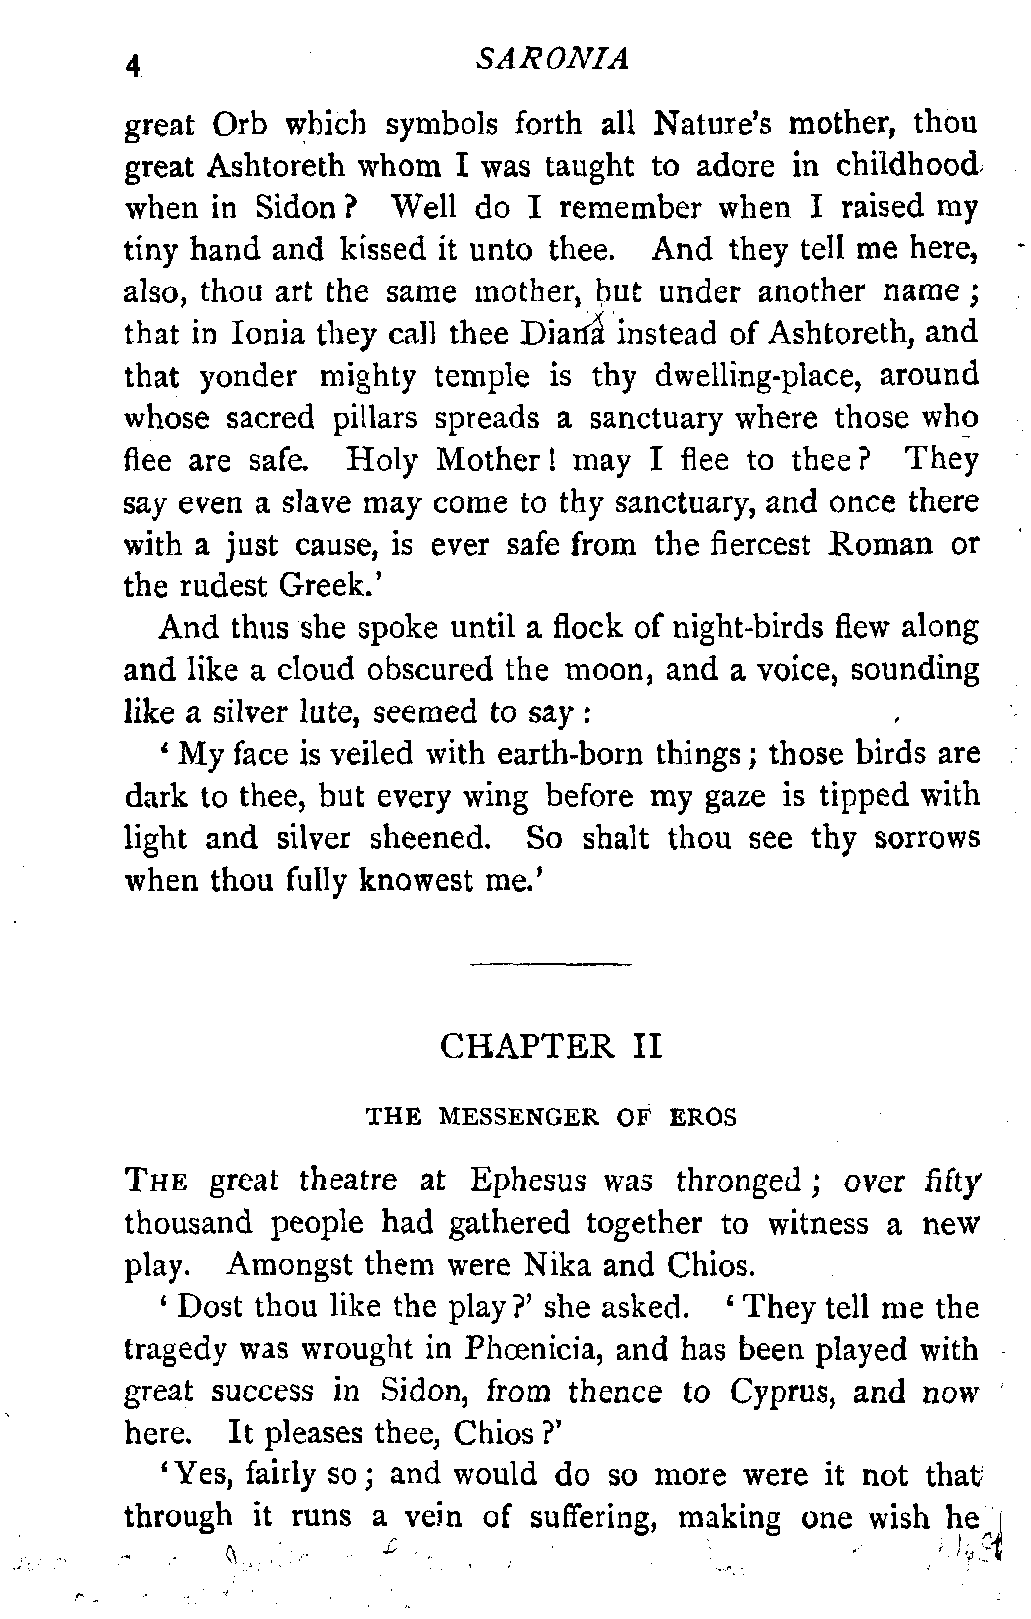 4 SARONIA
great Orb which symbols forth all Nature's mother, thou
great Ashtoreth whom I was taught to adore in childhood
when in Sidon? Well do I remember when I raised my
tiny hand and kissed it unto thee. And they tell me here,
also, thou art the same mother, but under another name;
that in Ionia they call thee Diana instead of Ashtoreth, and
that yonder mighty temple is thy dwelling-place, around
whose sacred pillars spreads a sanctuary where those who
flee are safe. Holy Mother! may I flee to thee? They
say even a slave may come to thy sanctuary, and once there
with a just cause, is ever safe from the fiercest Roman or
the rudest Greek.'
And thus she spoke until a flock of night-birds flew along
and like a cloud obscured the moon, and a voice, sounding
like a silver lute, seemed to say:
'My face is veiled with earth-born things; those birds are
dark to thee, but every wing before my gaze is tipped with
light and silver sheened. So shalt thou see thy sorrows
when thou fully knowest me.'
CHAPTER II
THE MESSENGER OF EROS
THE great theatre at Ephesus was thronged; over fifty
thousand people had gathered together to witness a new
play. Amongst them were Nika and Chios.
'Dost thou like the play?' she asked. 'They tell me the
tragedy was wrought in Phœnicia, and has been played with
great success in Sidon, from thence to Cyprus, and now
here. It pleases thee, Chios?'
'Yes, fairly so; and would do so more were it not that
through it runs a vein of suffering, making one wish he